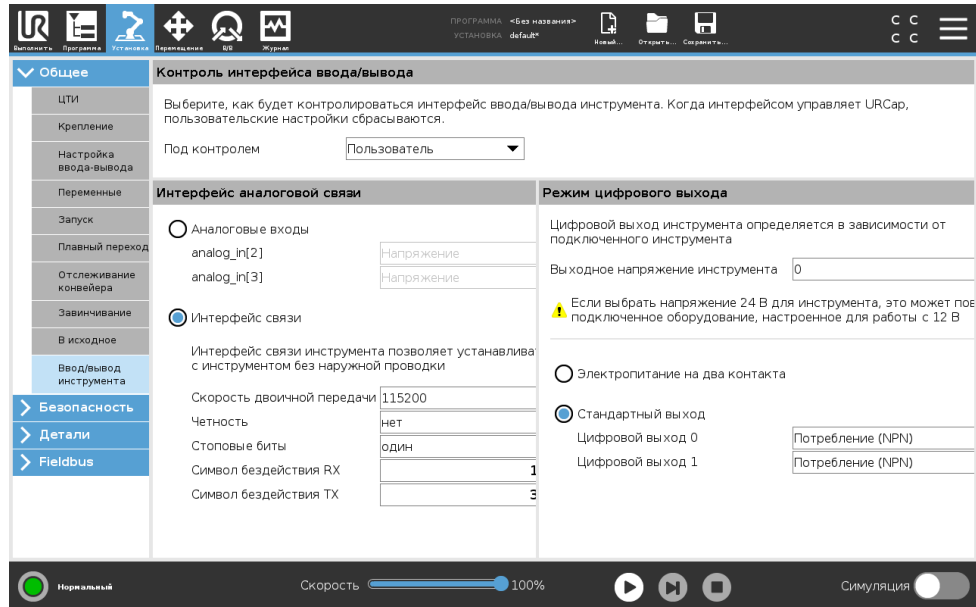 UR
Выполнить
Программа
Установка
Перемещение
В/В
Журнал
ПРОГРАММА <Без названия>
УСТАНОВКА default*
Новый...
Открыть...
Сохранить...
C C
C C
Общее
ЦТИ
Крепление
Настройка
ввода-вывода
Переменные
Запуск
Плавный переход
Отслеживание
конвейера
Завинчивание
В исходное
Ввод/вывод
инструмента
Безопасность
Детали
Fieldbus
Контроль интерфейса ввода/вывода
Выберите, как будет контролироваться интерфейс ввода/вывода инструмента. Когда интерфейсом управляет URCap,
пользовательские настройки сбрасываются.
Под контролем Пользователь
Интерфейс аналоговой связи
Аналоговые входы
analog_in[2] Напряжение
analog_in[3] Напряжение
Интерфейс связи
Интерфейс связи инструмента позволяет устанавлива
с инструментом без наружной проводки
Скорость двоичной передачи 115200
Четность нет
Стоповые биты один
Символ бездействия RX 1
Символ бездействия TX 3
Режим цифрового выхода
Цифровой выход инструмента определяется в зависимости от
подключенного инструмента
Выходное напряжение инструмента 0
Если выбрать напряжение 24 В для инструмента, это может пов
подключенное оборудование, настроенное для работы с 12 В
Электропитание на два контакта
Стандартный выход
Цифровой выход 0 Потребление (NPN)
Цифровой выход 1 Потребление (NPN)
Нормальный
Скорость 100%
Симуляция